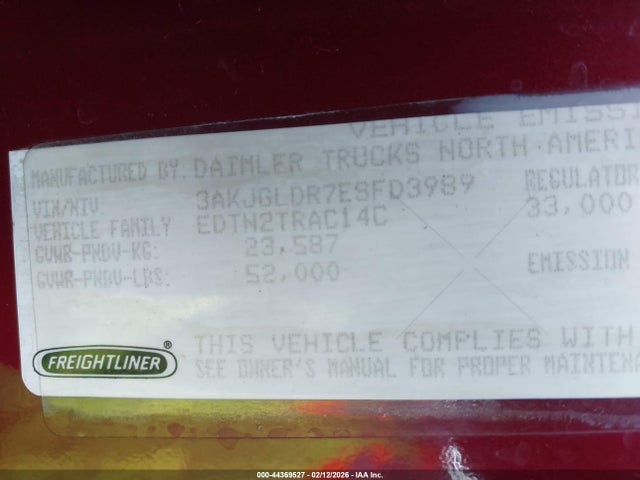 VEHICLE EMISSI
MANUFACTURED BY: DAIMLER TRUCKS NORTH AMERI
VIN/NIV: 3AKJGLDR7ESFD3989 REGULATOR
VEHICLE FAMILY EDTN2TRAC14C 33,000
GVWR-PNBV-KG: 23,587
GVWR-PNBV-LBS: 52,000 EMISSION
THIS VEHICLE COMPLIES WITH
SEE OWNER'S MANUAL FOR PROPER MAINTENA
FREIGHTLINER®
000-44369527 - 02/12/2026 - IAA Inc.